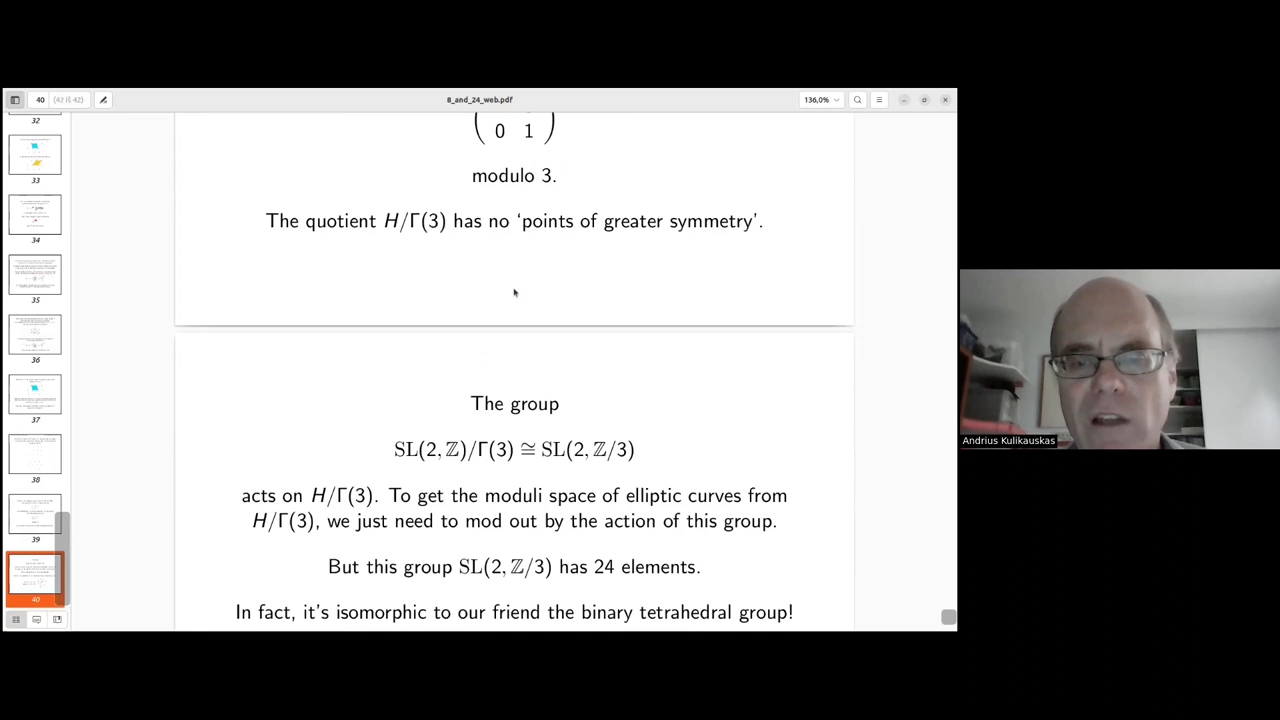 40 (42 iš 42)
8_and_24_web.pdf
136,0%
32
33
34
35
36
37
38
39
40
( 0 1 )
modulo 3.
The quotient H/Γ(3) has no ‘points of greater symmetry’.
The group
SL(2, ℤ)/Γ(3) ≅ SL(2, ℤ/3)
acts on H/Γ(3). To get the moduli space of elliptic curves from
H/Γ(3), we just need to mod out by the action of this group.
But this group SL(2, ℤ/3) has 24 elements.
In fact, it's isomorphic to our friend the binary tetrahedral group!
Andrius Kulikauskas